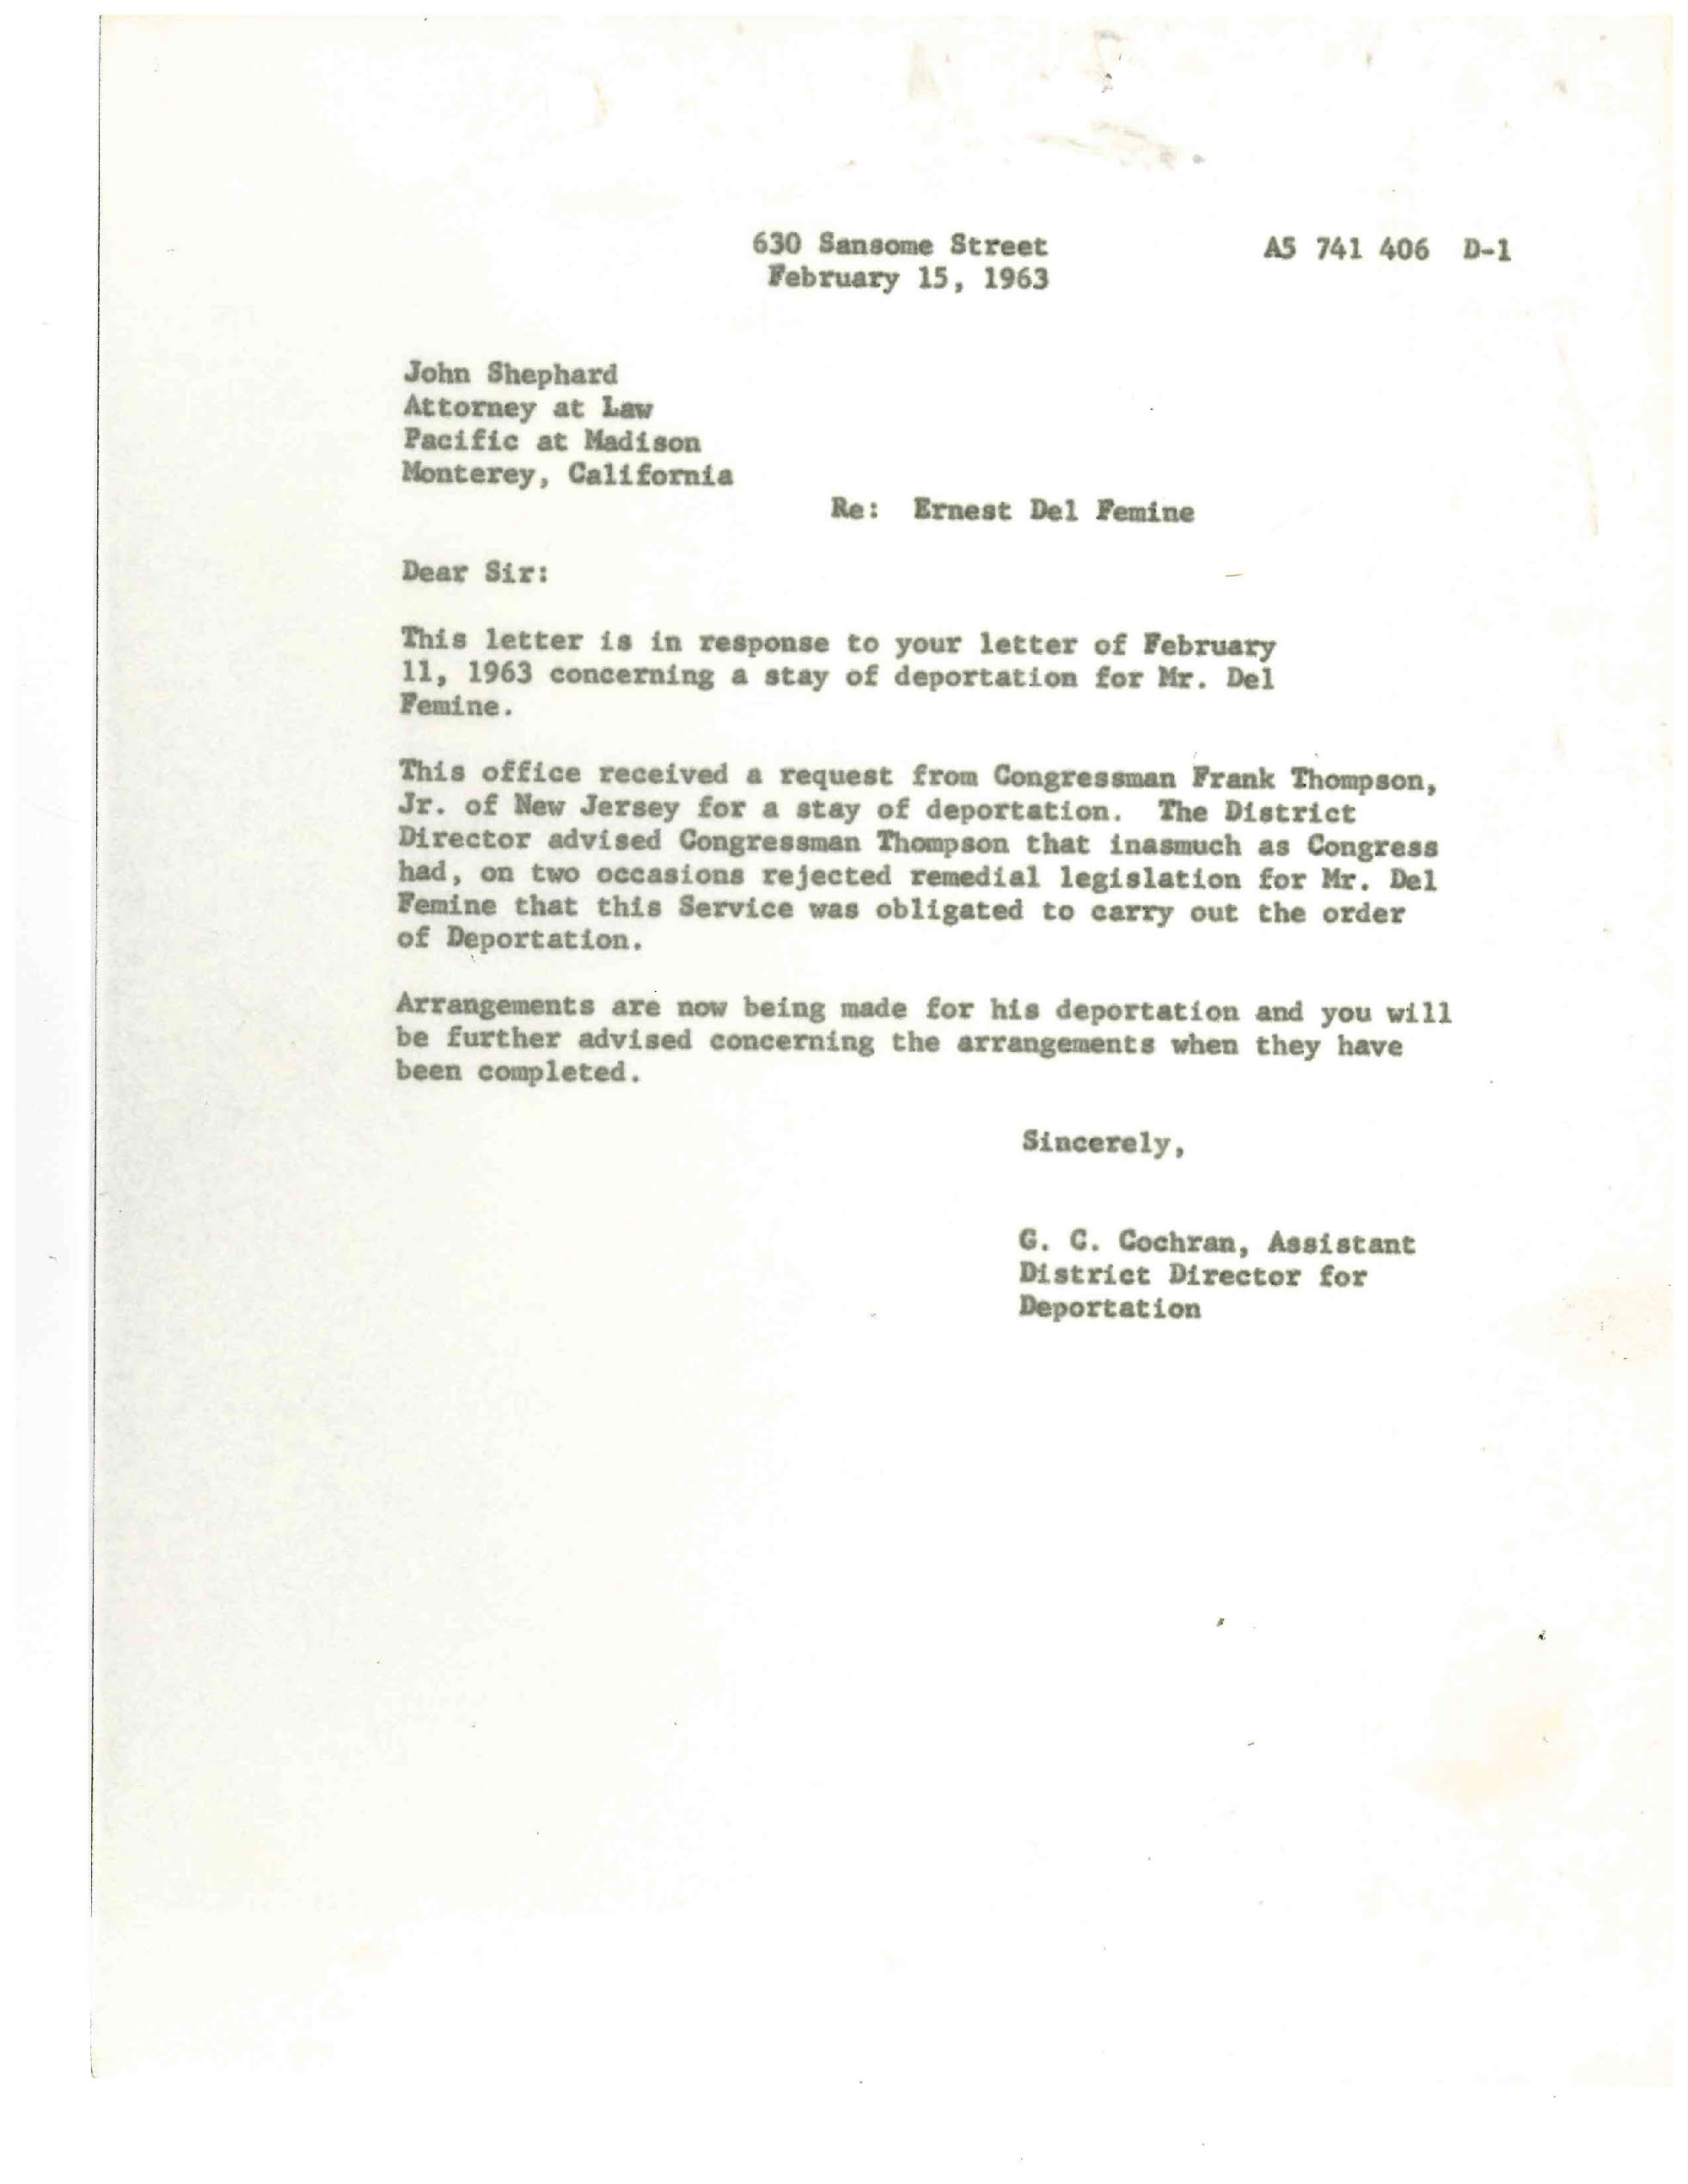 630 Sansome Street A5 741 406 D-1
February 15, 1963
John Shephard
Attorney at Law
Pacific at Madison
Monterey, California
Re: Ernest Del Femine
Dear Sir:
This letter is in response to your letter of February
11, 1963 concerning a stay of deportation for Mr. Del
Femine.
This office received a request from Congressman Frank Thompson,
Jr. of New Jersey for a stay of deportation. The District
Director advised Congressman Thompson that inasmuch as Congress
had, on two occasions rejected remedial legislation for Mr. Del
Femine that this Service was obligated to carry out the order
of Deportation.
Arrangements are now being made for his deportation and you will
be further advised concerning the arrangements when they have
been completed.
Sincerely,
G. C. Cochran, Assistant
District Director for
Deportation